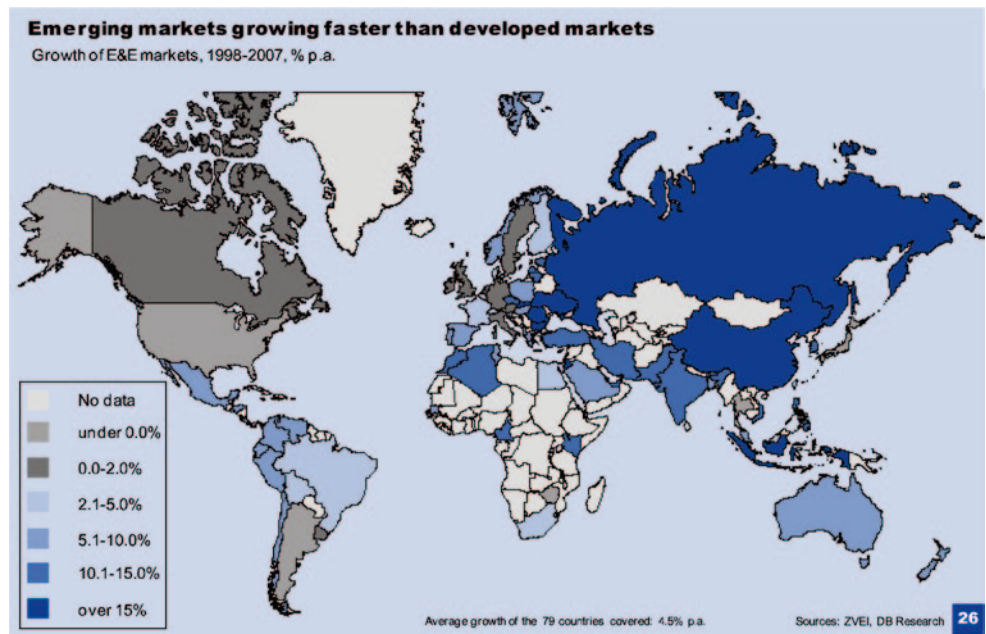 Emerging markets growing faster than developed markets
Growth of E&E markets, 1998-2007, % p.a.
No data
under 0.0%
0.0-2.0%
2.1-5.0%
5.1-10.0%
10.1-15.0%
over 15%
Average growth of the 79 countries covered: 4.5% p.a.
Sources: ZVEI, DB Research
26